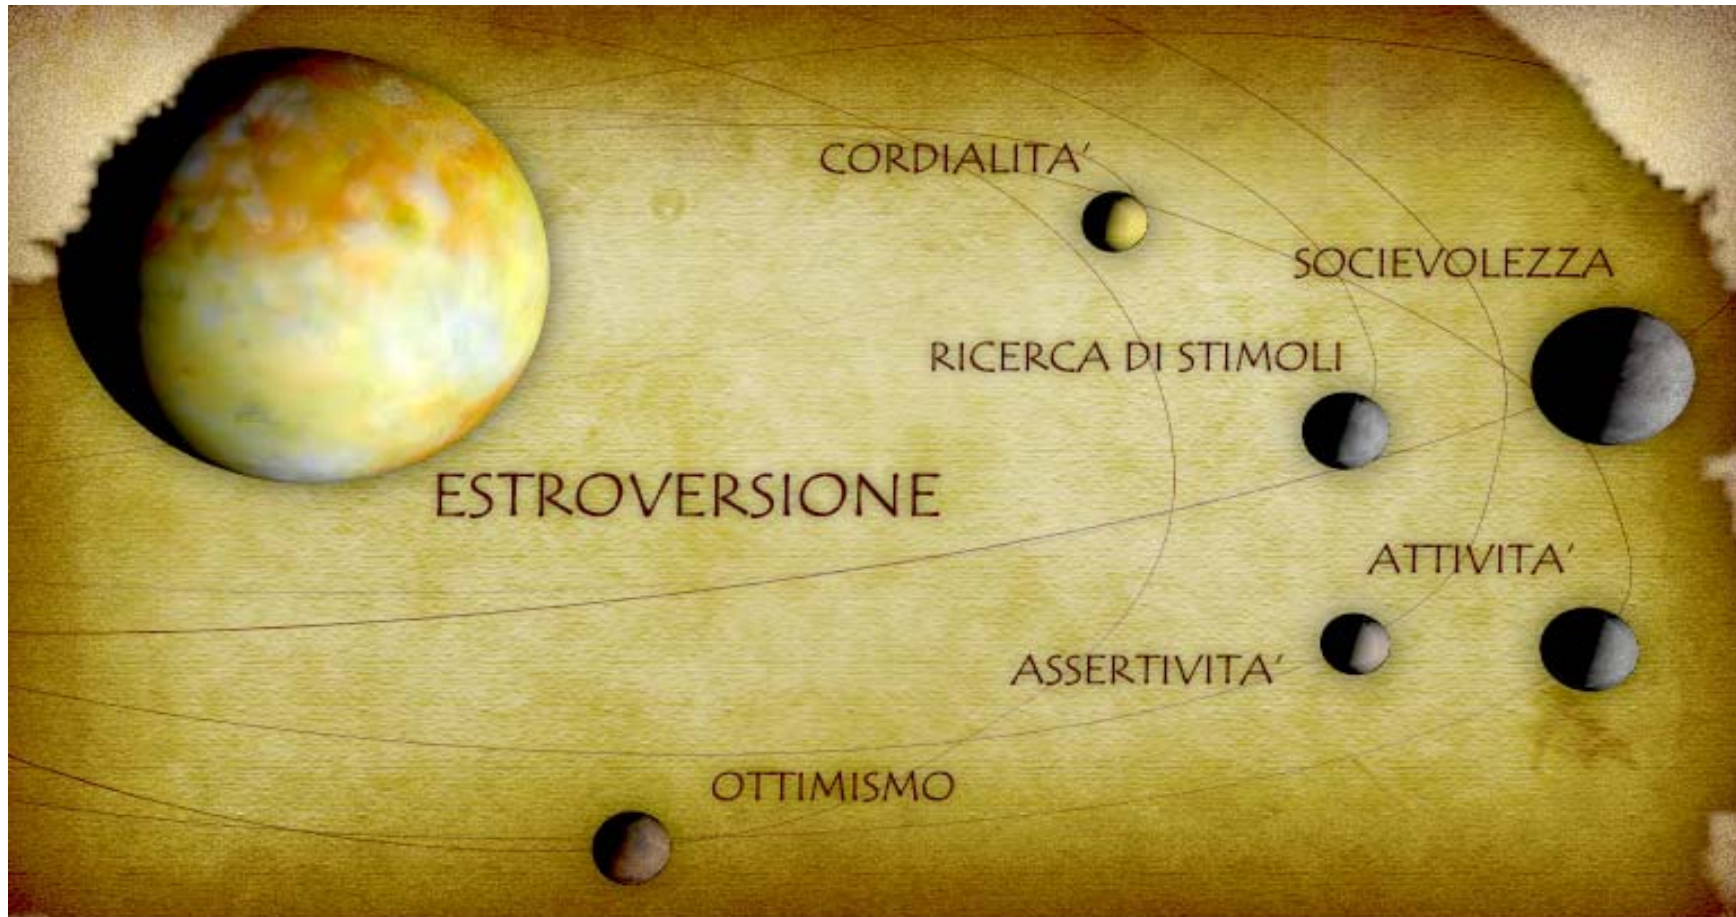 CORDIALITA'
SOCIEVOLEZZA
RICERCA DI STIMOLI
ESTROVERSIONE
ATTIVITA'
ASSERTIVITA'
OTTIMISMO